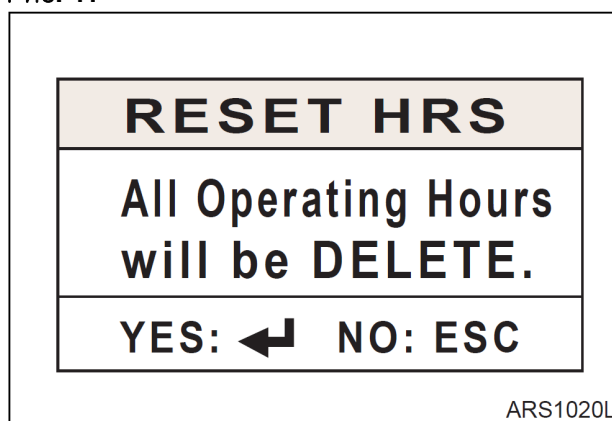 RESET HRS
All Operating Hours
will be DELETE.
YES: ↵ NO: ESC
ARS1020L